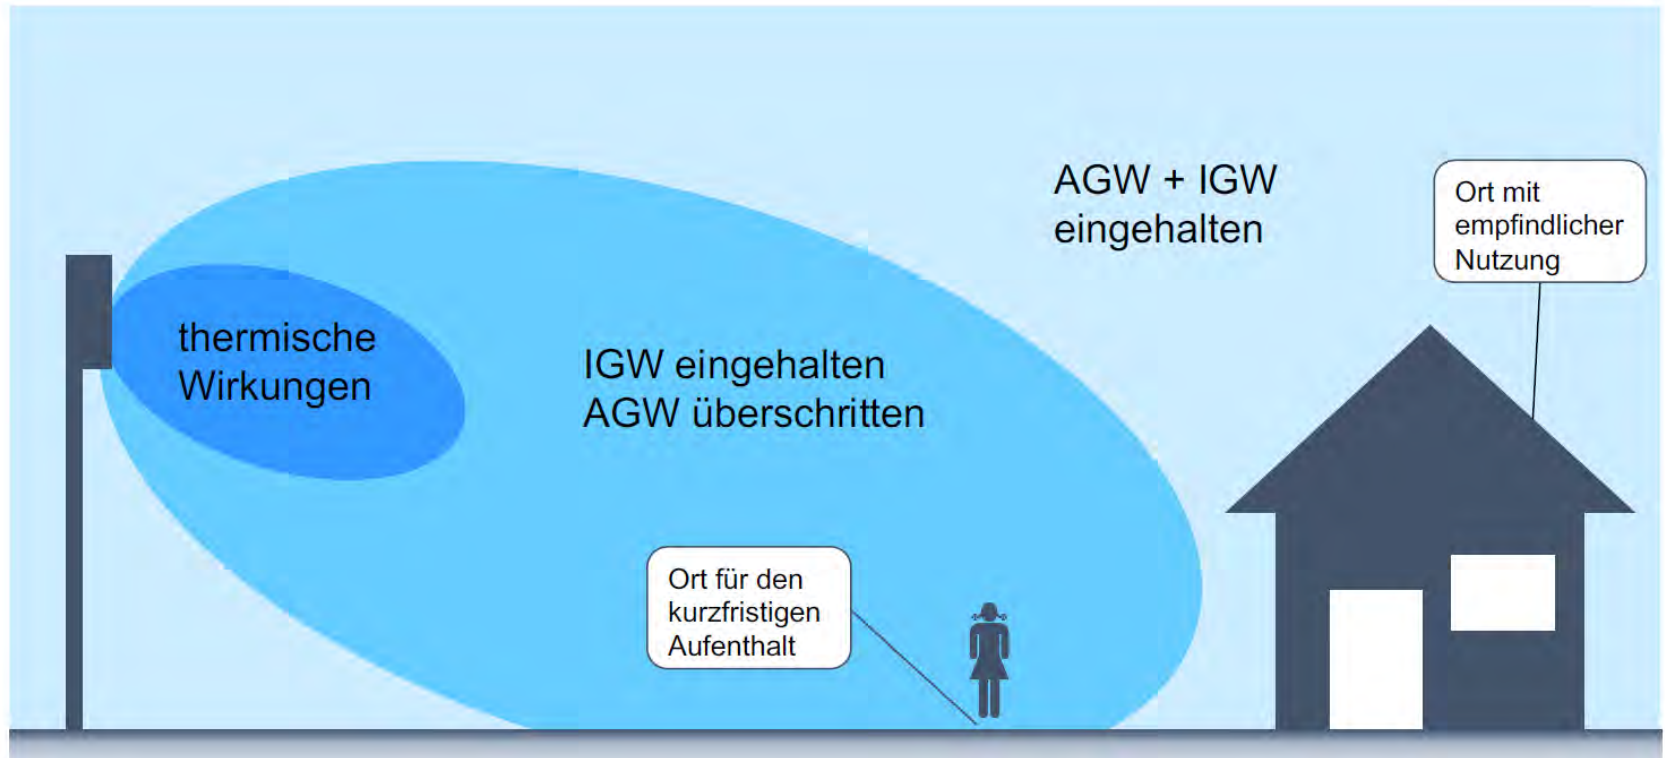 AGW + IGW
eingehalten
Ort mit
empfindlicher
Nutzung
thermische
Wirkungen
IGW eingehalten
AGW überschritten
Ort für den
kurzfristigen
Aufenthalt